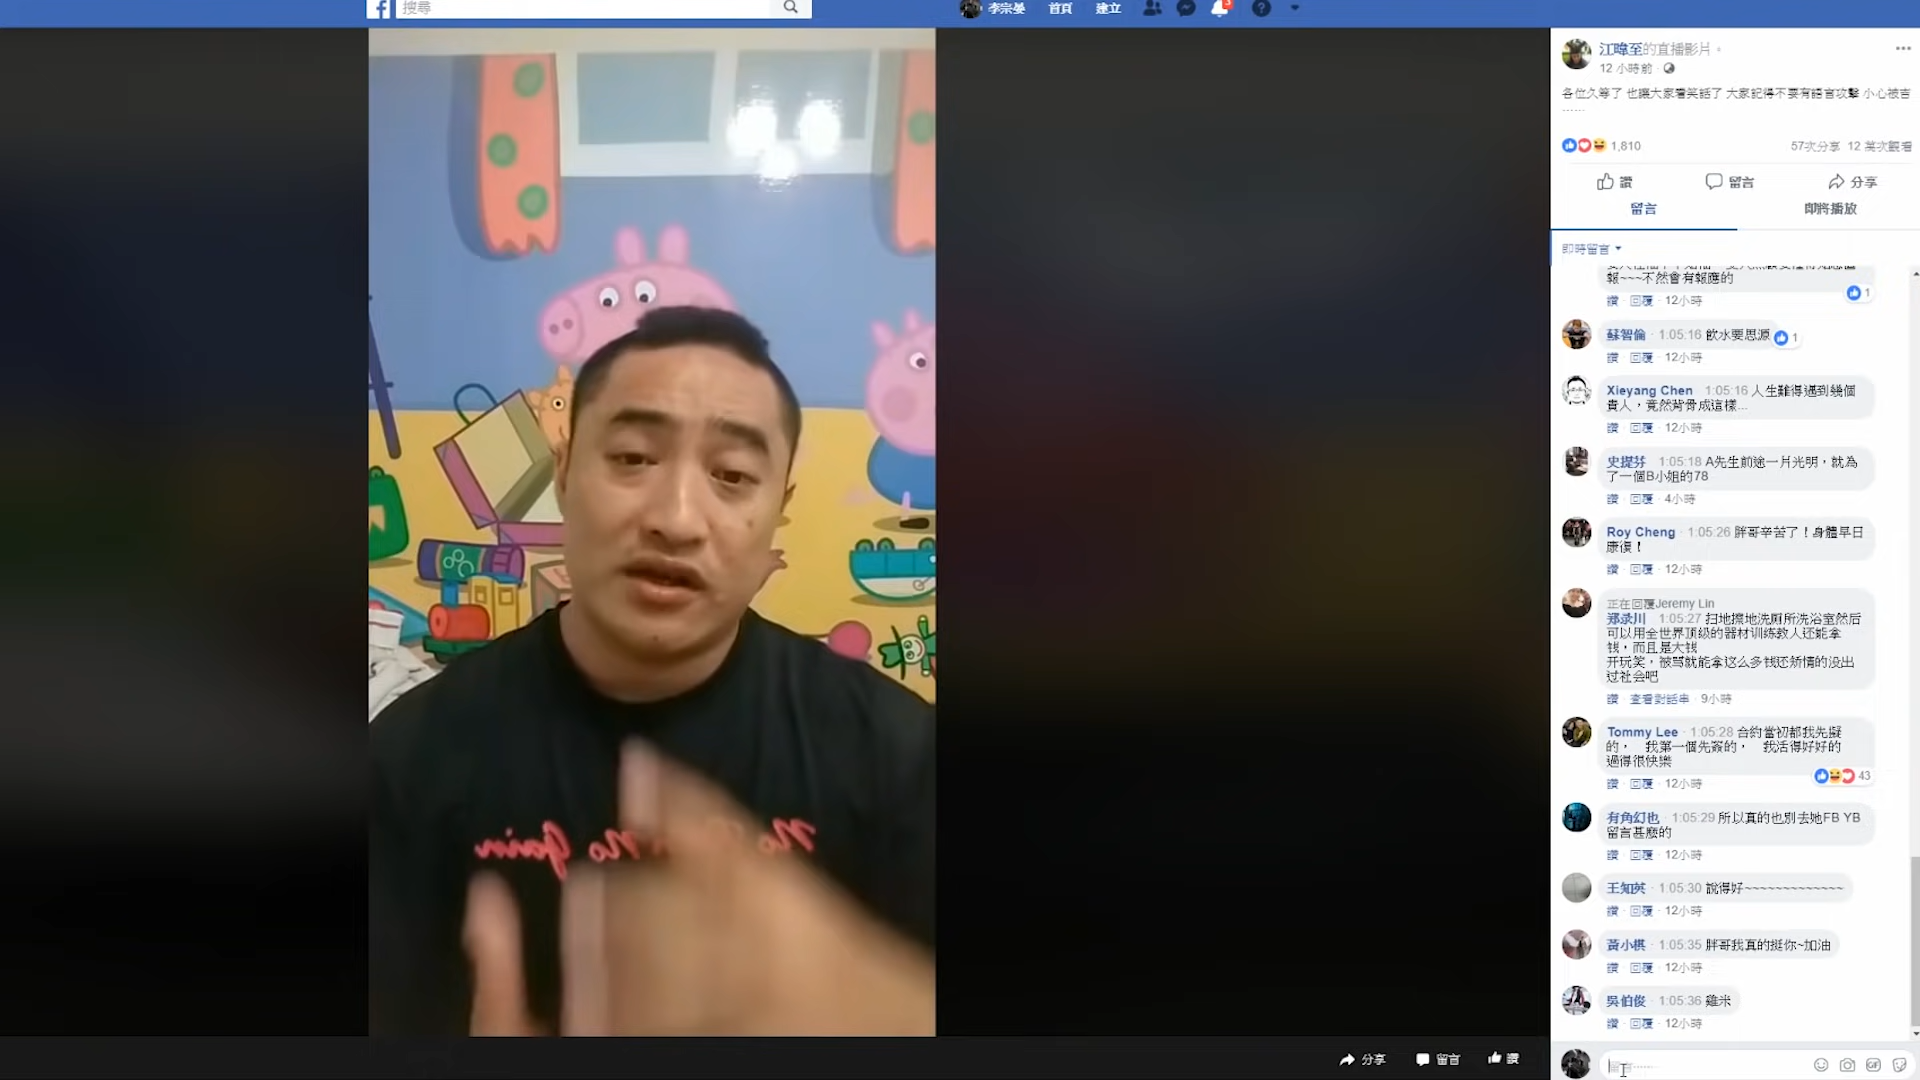 搜尋
李宗晏 首頁 建立
3
江暐至的直播影片。
12 小時前
各位久等了 也讓大家看笑話了 大家記得不要有語言攻擊 小心被吉
......
1,810
57次分享 12 萬次觀看
讚 留言 分享
留言 即將播放
即時留言
報~~~不然會有報應的
1
讚 · 回覆 · 12小時
蘇智倫 · 1:05:16 飲水要思源
1
讚 · 回覆 · 12小時
Xieyang Chen · 1:05:16 人生難得遇到幾個
貴人，竟然背骨成這樣...
讚 · 回覆 · 12小時
史提芬 · 1:05:18 A先生前途一片光明，就為
了一個B小姐的78
讚 · 回覆 · 4小時
Roy Cheng · 1:05:26 胖哥辛苦了！身體早日
康復！
讚 · 回覆 · 12小時
正在回覆Jeremy Lin
郑录川 · 1:05:27 扫地擦地洗厕所洗浴室然后
可以用全世界顶级的器材训练教人还能拿
钱，而且是大钱
开玩笑，被骂就能拿这么多钱还矫情的没出
过社会吧
讚 · 查看對話串 · 9小時
Tommy Lee · 1:05:28 合約當初都我先擬
的， 我第一個先簽的， 我活得好好的
過得很快樂
43
讚 · 回覆 · 12小時
有角幻也 · 1:05:29 所以真的也別去她FB YB
留言甚麼的
讚 · 回覆 · 12小時
王知英 · 1:05:30 說得好~~~~~~~~~~~~~
讚 · 回覆 · 12小時
黃小棋 · 1:05:35 胖哥我真的挺你~加油
讚 · 回覆 · 12小時
吳伯俊 · 1:05:36 雞米
讚 · 回覆 · 12小時
No No Gain
分享 留言 讚